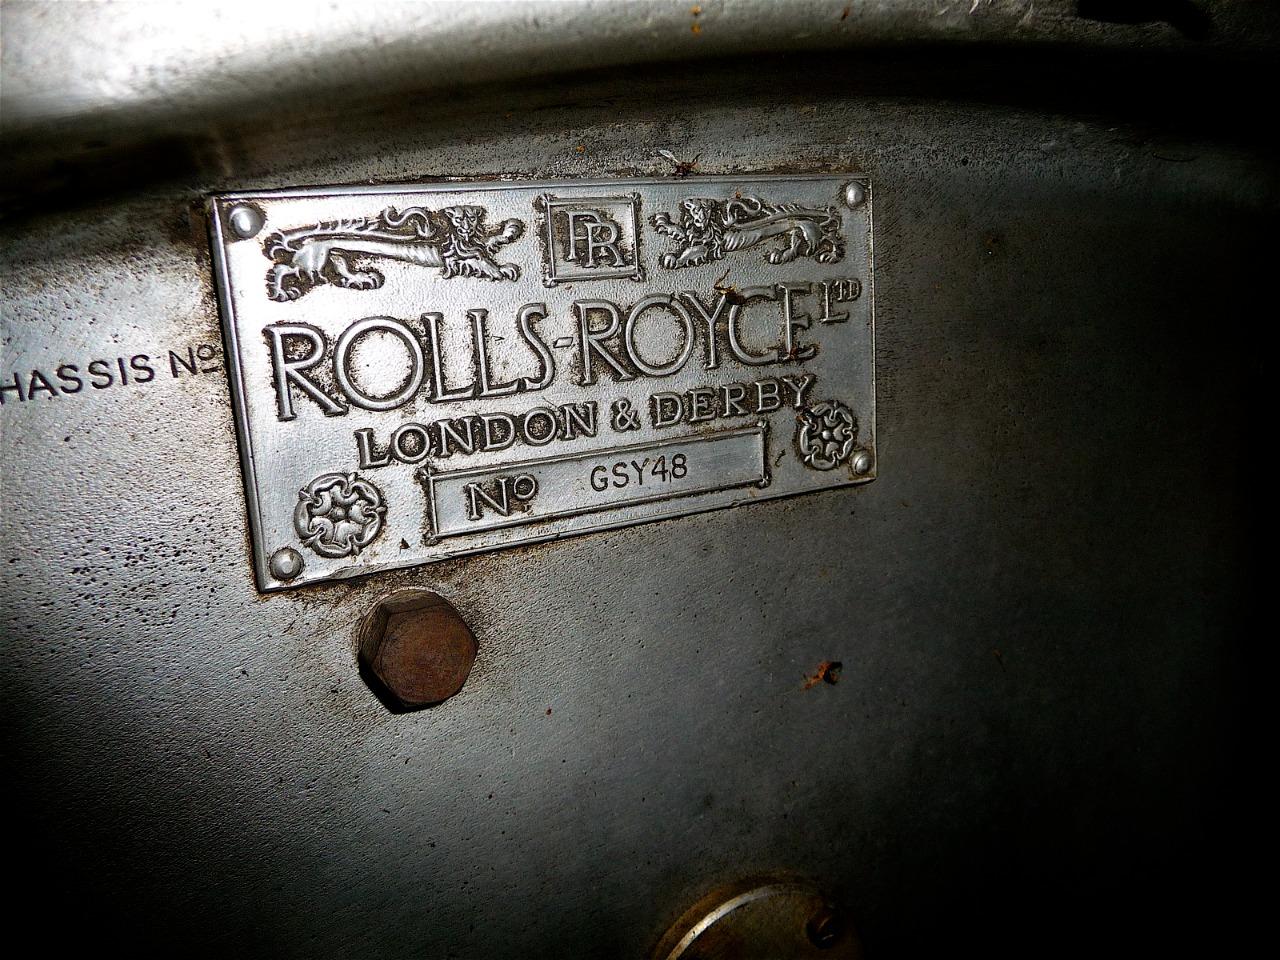 RR
ROLLS-ROYCE LTD
LONDON & DERBY
No GSY48
HASSIS No